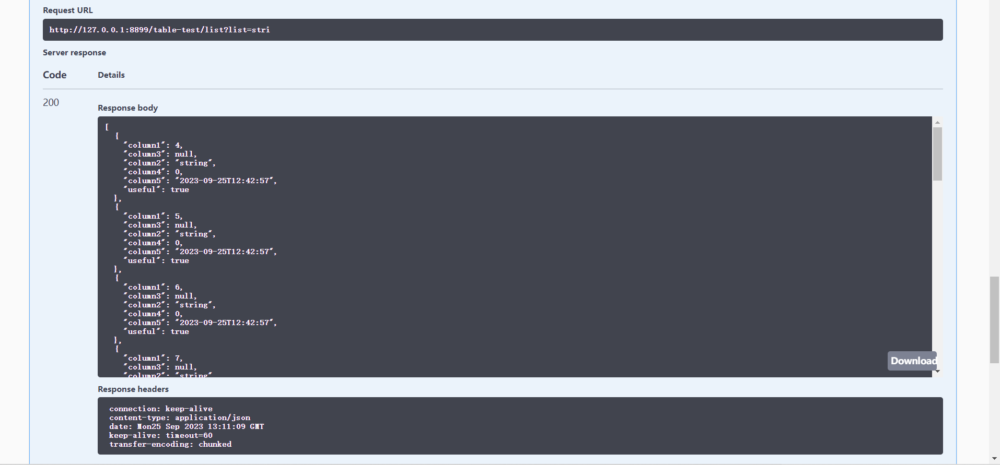 Request URL
http://127.0.0.1:8899/table-test/list?list=stri
Server response
Code Details
200
Response body
[
{
"column1": 4,
"column3": null,
"column2": "string",
"column4": 0,
"column5": "2023-09-25T12:42:57",
"useful": true
},
{
"column1": 5,
"column3": null,
"column2": "string",
"column4": 0,
"column5": "2023-09-25T12:42:57",
"useful": true
},
{
"column1": 6,
"column3": null,
"column2": "string",
"column4": 0,
"column5": "2023-09-25T12:42:57",
"useful": true
},
{
"column1": 7,
"column3": null,
"column2": "string"
Download
Response headers
connection: keep-alive
content-type: application/json
date: Mon25 Sep 2023 13:11:09 GMT
keep-alive: timeout=60
transfer-encoding: chunked